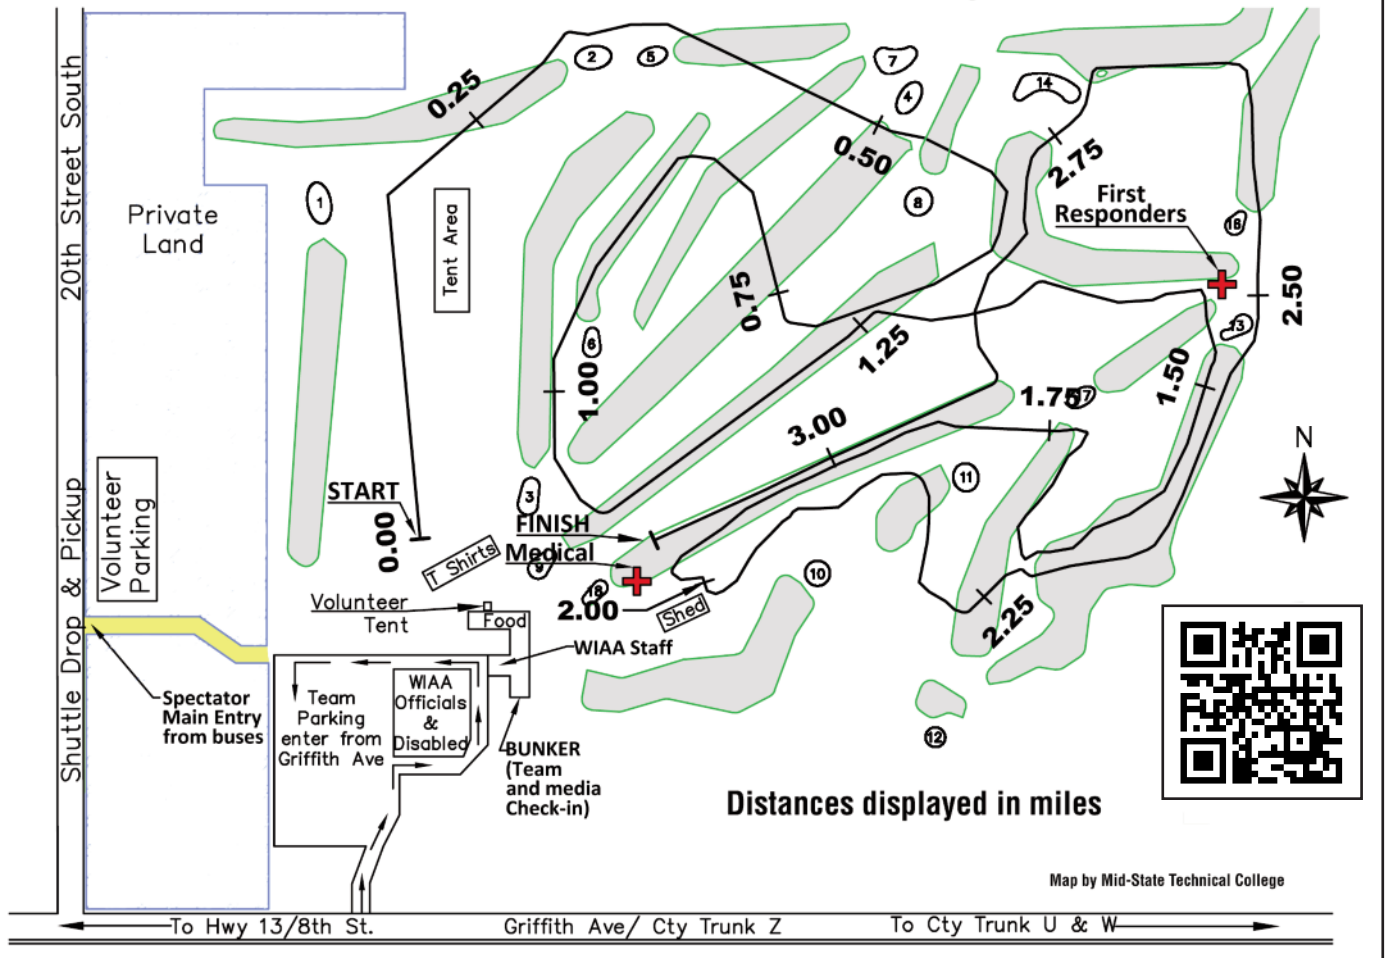 20th Street South
Shuttle Drop & Pickup
Private
Land
Volunteer
Parking
Spectator
Main Entry
from buses
0.25
Tent Area
START
0.00
T Shirts
Volunteer
Tent
Food
FINISH
Medical
2.00
Shed
WIAA Staff
WIAA
Officials
&
Disabled
Team
Parking
enter from
Griffith Ave
BUNKER
(Team
and media
Check-in)
1
2
5
7
4
14
8
6
3
9
18
10
11
12
13
16
17
0.50
0.75
1.00
1.25
3.00
1.75
1.50
2.25
2.50
2.75
First
Responders
N
Distances displayed in miles
Map by Mid-State Technical College
To Hwy 13/8th St.
Griffith Ave/ Cty Trunk Z
To Cty Trunk U & W